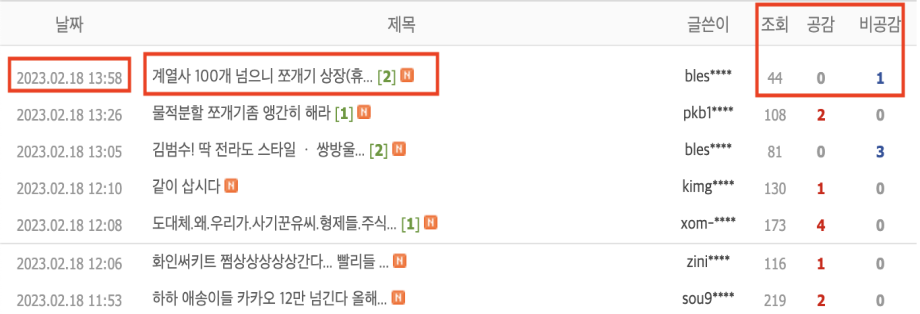 날짜 제목 글쓴이 조회 공감 비공감
2023.02.18 13:58 계열사 100개 넘으니 쪼개기 상장(휴... [2] N bles**** 44 0 1
2023.02.18 13:26 물적분할 쪼개기좀 앵간히 해라 [1] N pkb1**** 108 2 0
2023.02.18 13:05 김범수! 딱 전라도 스타일 · 쌍방울... [2] N bles**** 81 0 3
2023.02.18 12:10 같이 삽시다 N kimg**** 130 1 0
2023.02.18 12:08 도대체.왜.우리가.사기꾼유씨.형제들.주식... [1] N xom-**** 173 4 0
2023.02.18 12:06 화인써키트 쩜상상상상상간다... 빨리들 ... N zini**** 116 1 0
2023.02.18 11:53 하하 애송이들 카카오 12만 넘긴다 올해... N sou9**** 219 2 0